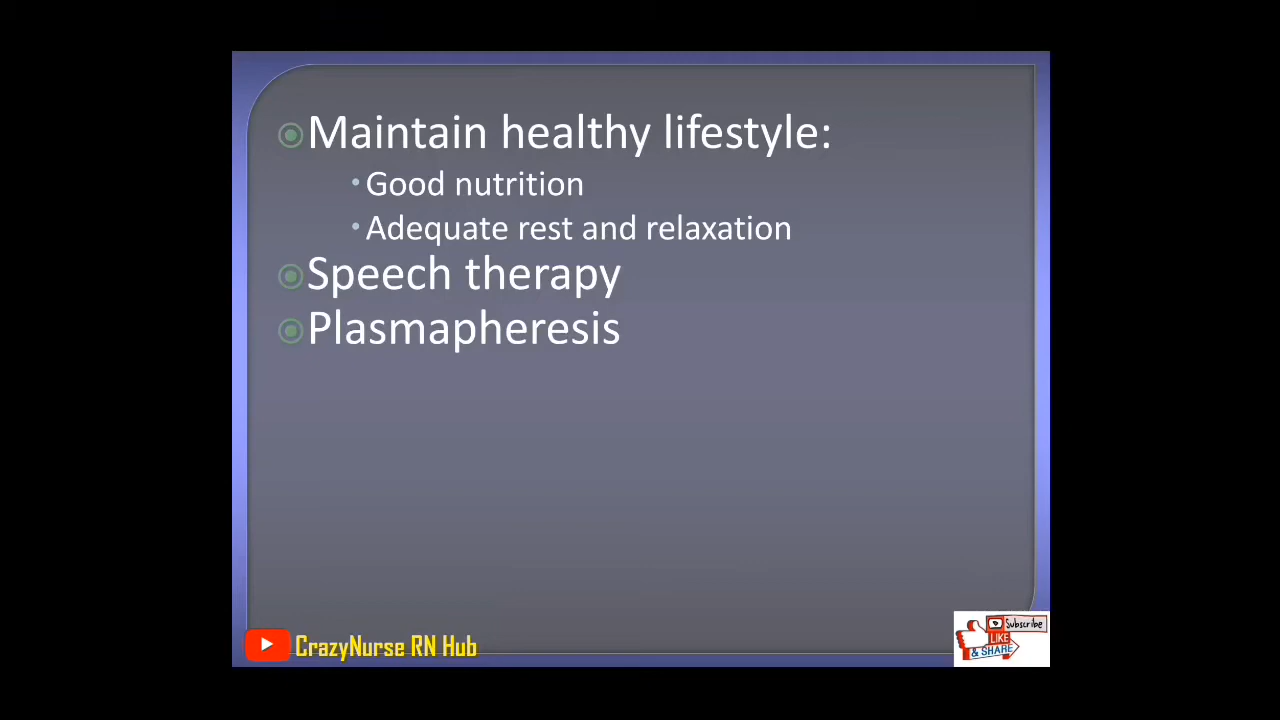 Maintain healthy lifestyle:
Good nutrition
Adequate rest and relaxation
Speech therapy
Plasmapheresis
CrazyNurse RN Hub
Subscribe
LIKE
& SHARE